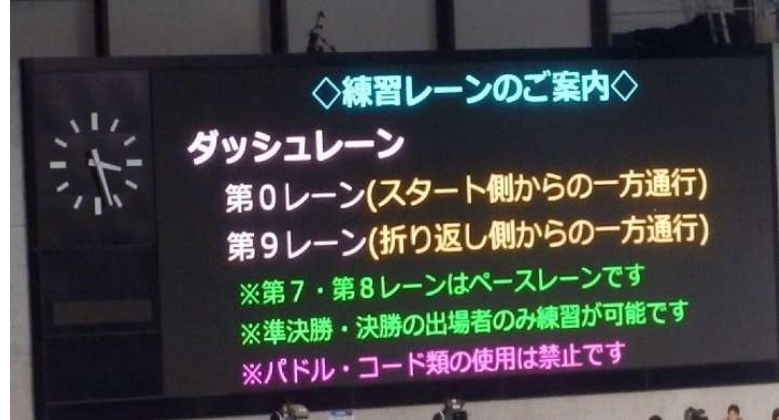 ◇練習レーンのご案内◇
ダッシュレーン
第0レーン(スタート側からの一方通行)
第9レーン(折り返し側からの一方通行)
※第7・第8レーンはペースレーンです
※準決勝・決勝の出場者のみ練習が可能です
※パドル・コード類の使用は禁止です